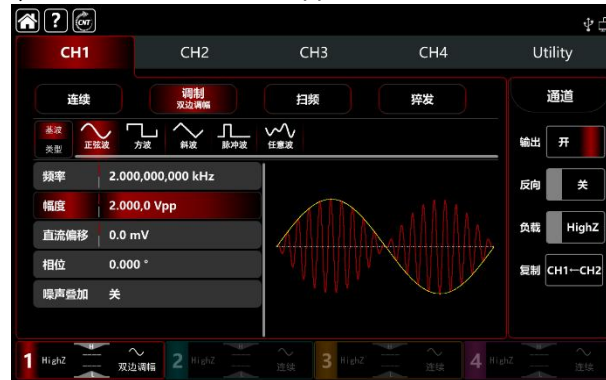 ?
CNT
CH1 CH2 CH3 CH4 Utility
连续 调制 扫频 猝发 通道
双边调幅
基波
类型
正弦波 方波 斜波 脉冲波 任意波
输出 开
频率 2.000,000,000 kHz
幅度 2.000,0 Vpp
反向 关
直流偏移 0.0 mV
负载 HighZ
相位 0.000 °
复制 CH1←CH2
噪声叠加 关
1 HighZ 双边调幅 2 HighZ 连续 3 HighZ 连续 4 HighZ 连续